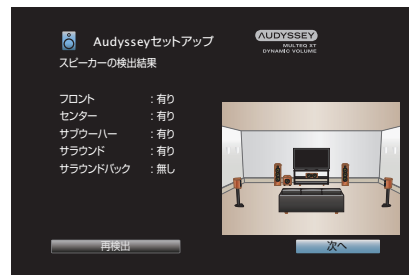 Audysseyセットアップ
AUDYSSEY
MULTEQ XT
DYNAMIC VOLUME
スピーカーの検出結果
フロント :有り
センター :有り
サブウーハー :有り
サラウンド :有り
サラウンドバック :無し
再検出
次へ